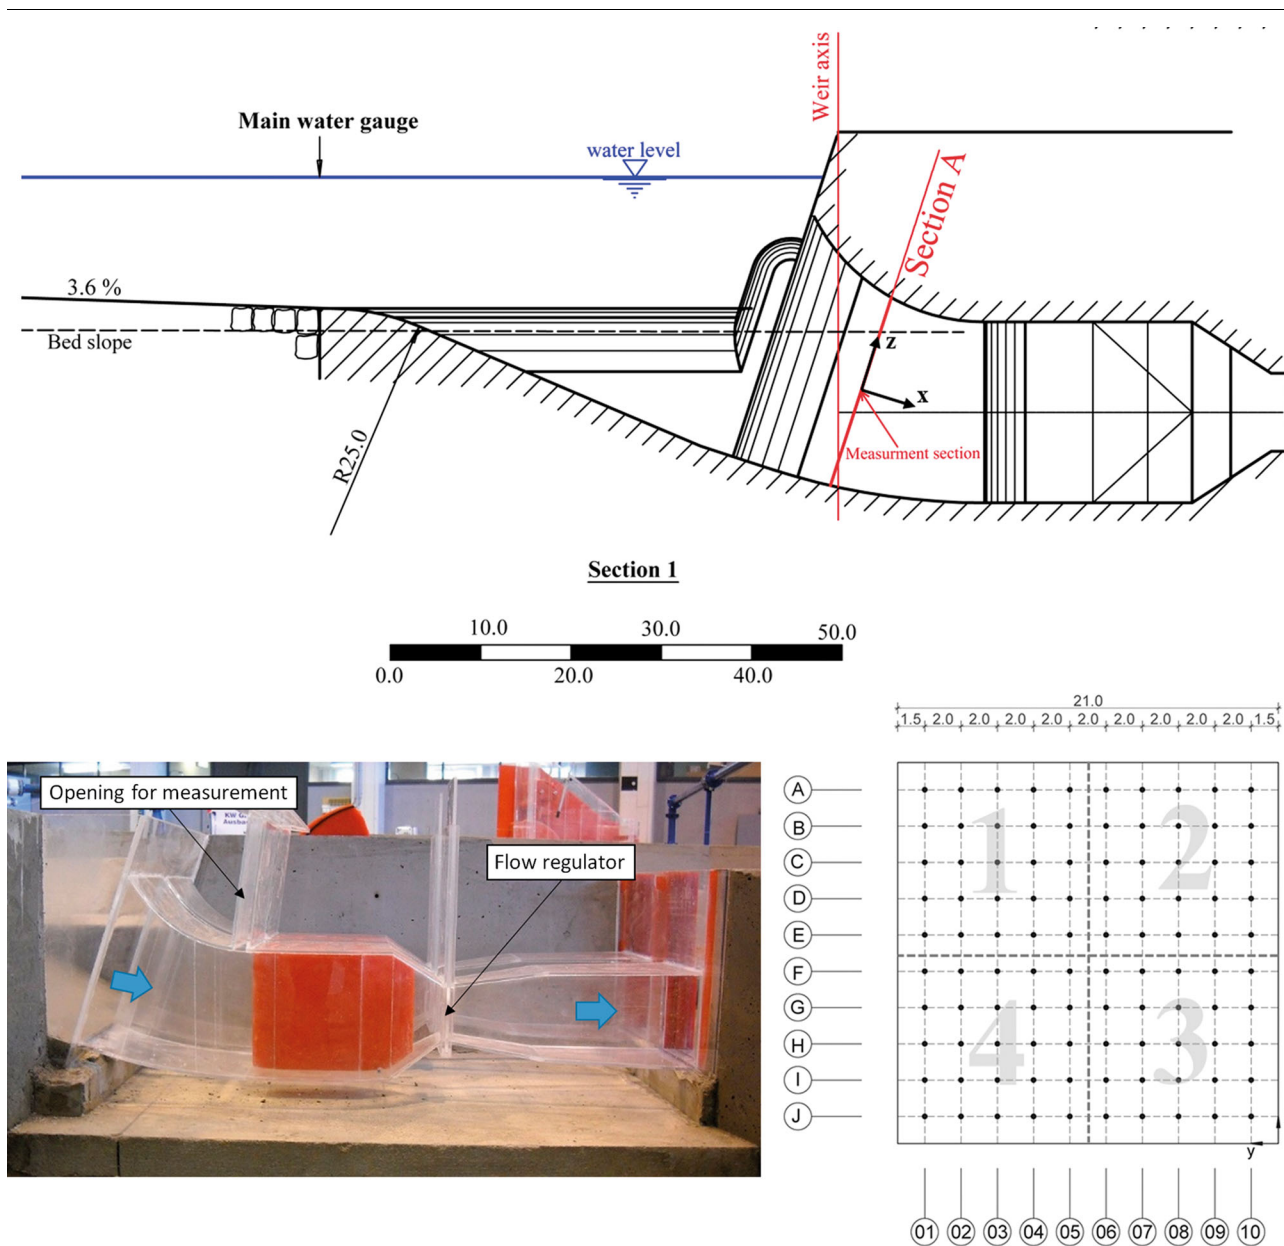 Weir axis
Main water gauge
water level
Section A
3.6 %
Bed slope
z
x
R25.0
Measurment section
Section 1
10.0 30.0 50.0
0.0 20.0 40.0
21.0
1.5 2.0 2.0 2.0 2.0 2.0 2.0 2.0 2.0 2.0 1.5
Opening for measurement
Flow regulator
A
B
C
D
E
F
G
H
I
J
1 2
4 3
y
01 02 03 04 05 06 07 08 09 10